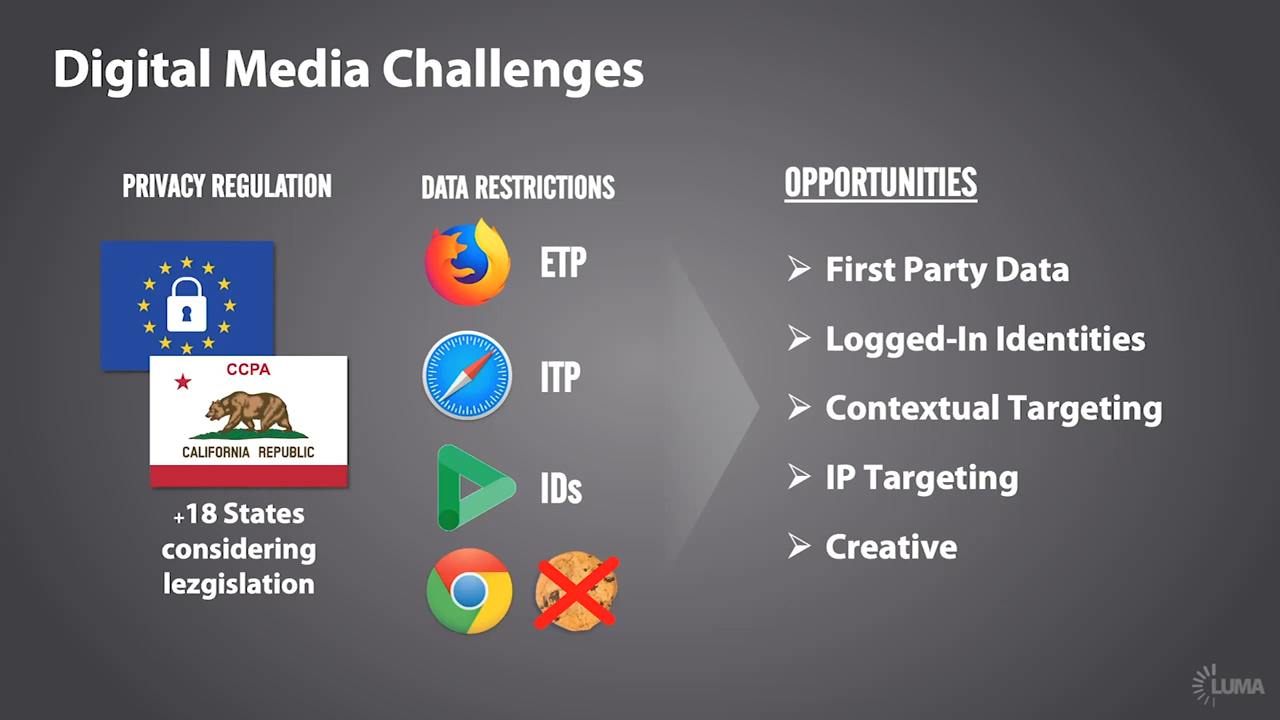 Digital Media Challenges
PRIVACY REGULATION
CCPA
CALIFORNIA REPUBLIC
+18 States
considering
lezgislation
DATA RESTRICTIONS
ETP
ITP
IDs
OPPORTUNITIES
First Party Data
Logged-In Identities
Contextual Targeting
IP Targeting
Creative
LUMA